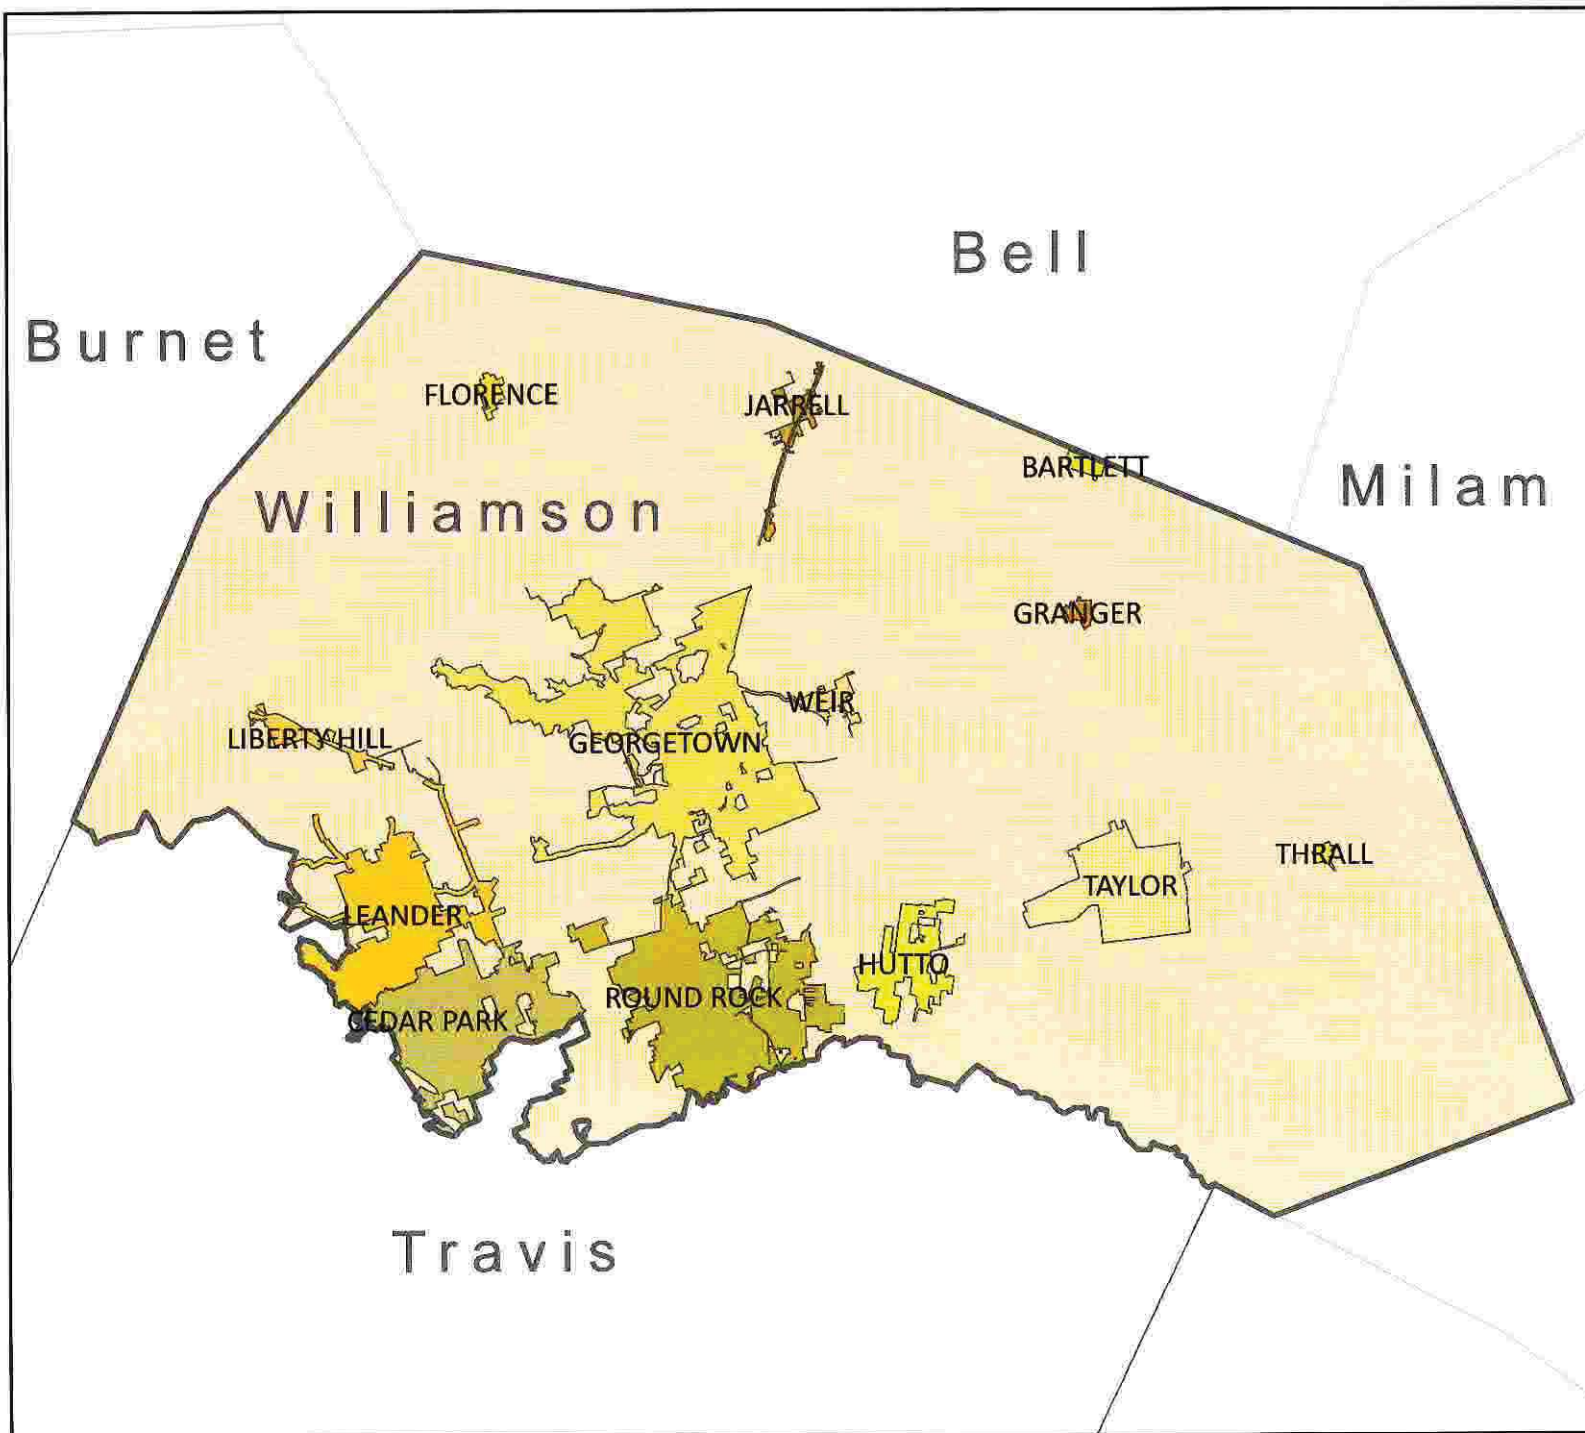 Bell
Burnet
FLORENCE
JARRELL
BARTLETT
Milam
Williamson
GRANGER
WEIR
LIBERTY HILL
GEORGETOWN
THRALL
TAYLOR
LEANDER
HUTTO
ROUND ROCK
CEDAR PARK
Travis